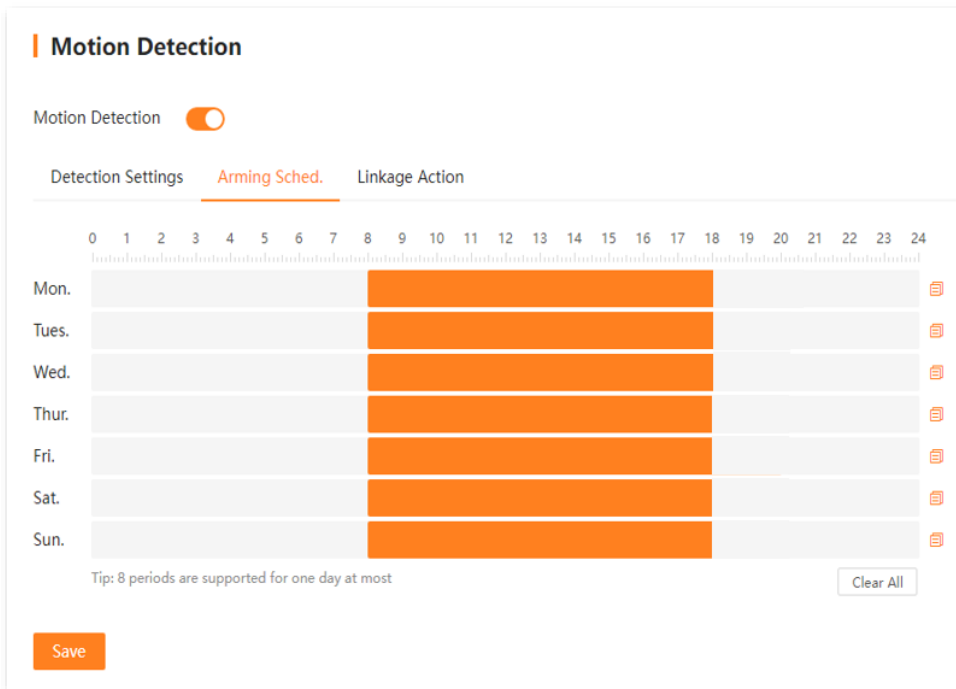 Motion Detection
Motion Detection
Detection Settings Arming Sched. Linkage Action
0 1 2 3 4 5 6 7 8 9 10 11 12 13 14 15 16 17 18 19 20 21 22 23 24
Mon.
Tues.
Wed.
Thur.
Fri.
Sat.
Sun.
Tip: 8 periods are supported for one day at most
Clear All
Save